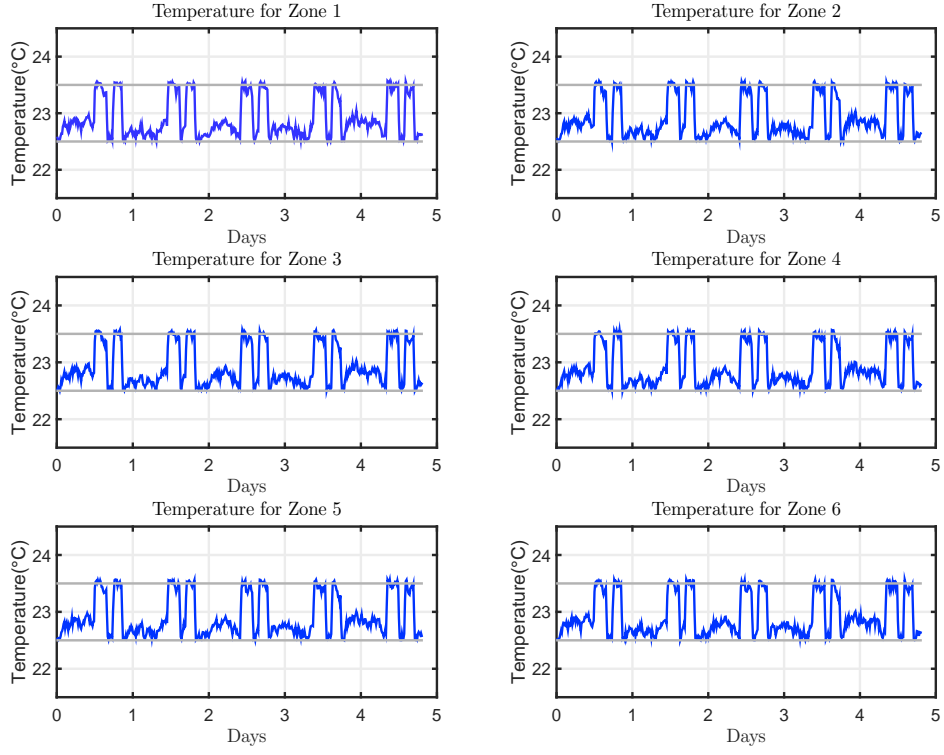 Temperature for Zone 1
Temperature(°C)
24
23
22
0 1 2 3 4 5
Days
Temperature for Zone 2
Temperature(°C)
24
23
22
0 1 2 3 4 5
Days
Temperature for Zone 3
Temperature(°C)
24
23
22
0 1 2 3 4 5
Days
Temperature for Zone 4
Temperature(°C)
24
23
22
0 1 2 3 4 5
Days
Temperature for Zone 5
Temperature(°C)
24
23
22
0 1 2 3 4 5
Days
Temperature for Zone 6
Temperature(°C)
24
23
22
0 1 2 3 4 5
Days